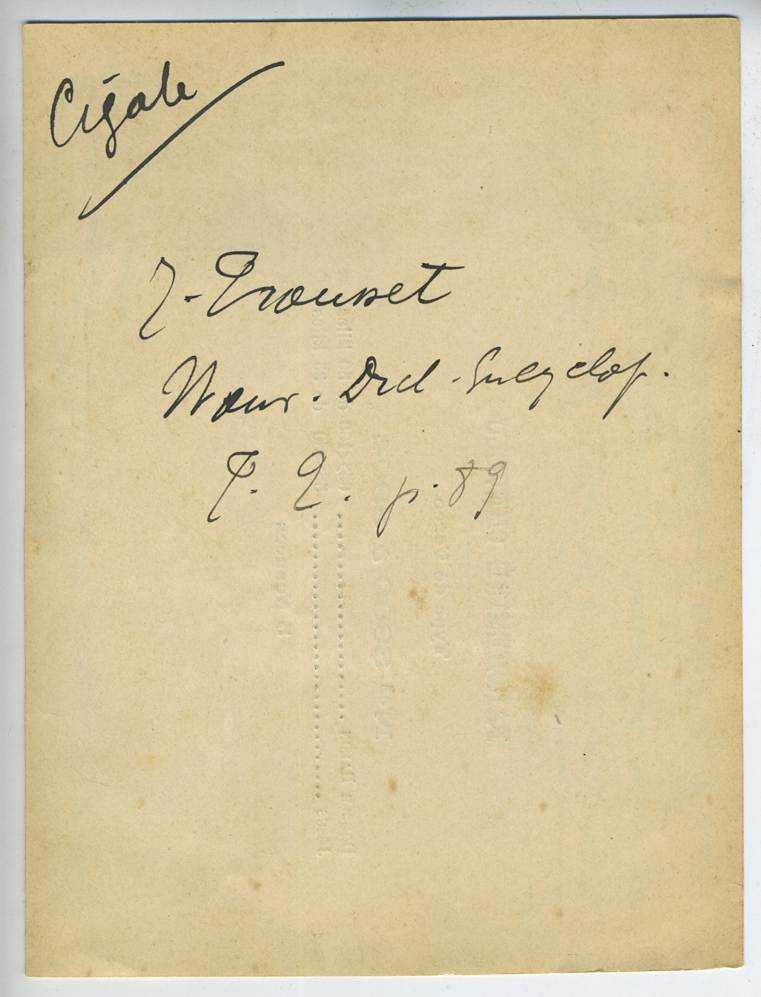 Cigale
J. Trousset
Nouv. Dict. Encyclop.
T. 2. p. 89